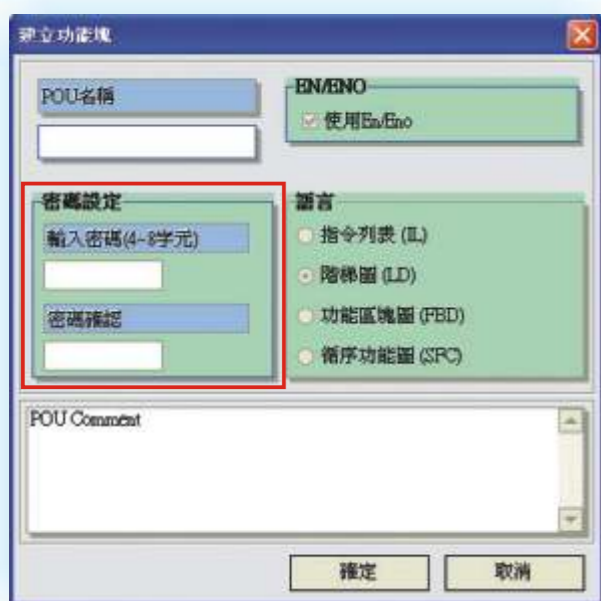 建立功能塊
POU名稱
EN/ENO
使用En/Eno
密碼設定
輸入密碼(4~8字元)
密碼確認
語言
指令列表 (IL)
階梯圖 (LD)
功能區塊圖 (FBD)
循序功能圖 (SFC)
POU Comment
確定
取消